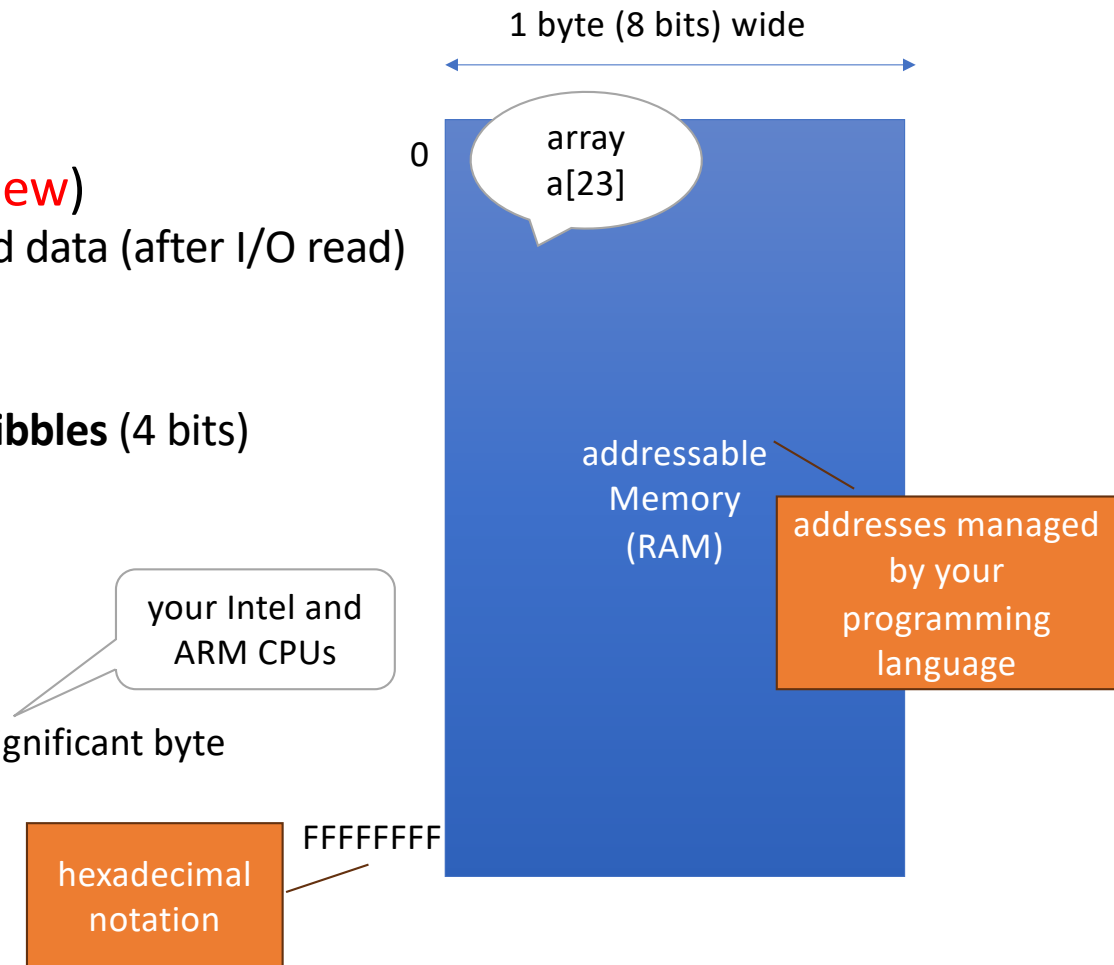 1 byte (8 bits) wide
0
array
a[23]
ew)
d data (after I/O read)
ibbles (4 bits)
addressable
Memory
(RAM)
addresses managed
by your
programming
language
your Intel and
ARM CPUs
gnificant byte
FFFFFFFF
hexadecimal
notation